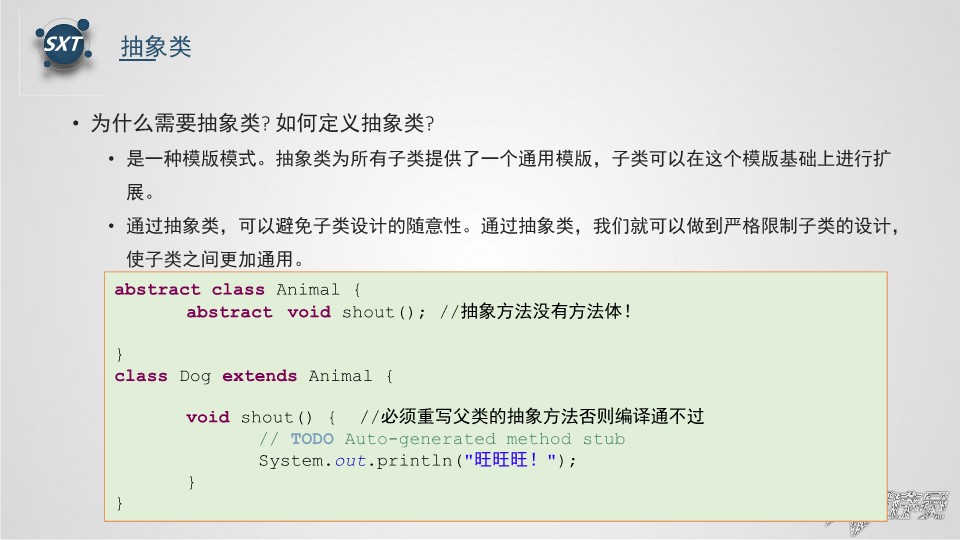 SXT
抽象类
• 为什么需要抽象类? 如何定义抽象类?
• 是一种模版模式。抽象类为所有子类提供了一个通用模版，子类可以在这个模版基础上进行扩
展。
• 通过抽象类，可以避免子类设计的随意性。通过抽象类，我们就可以做到严格限制子类的设计，
使子类之间更加通用。
abstract class Animal {
abstract void shout(); //抽象方法没有方法体！
}
class Dog extends Animal {
void shout() { //必须重写父类的抽象方法否则编译通不过
// TODO Auto-generated method stub
System.out.println("旺旺旺！");
}
}